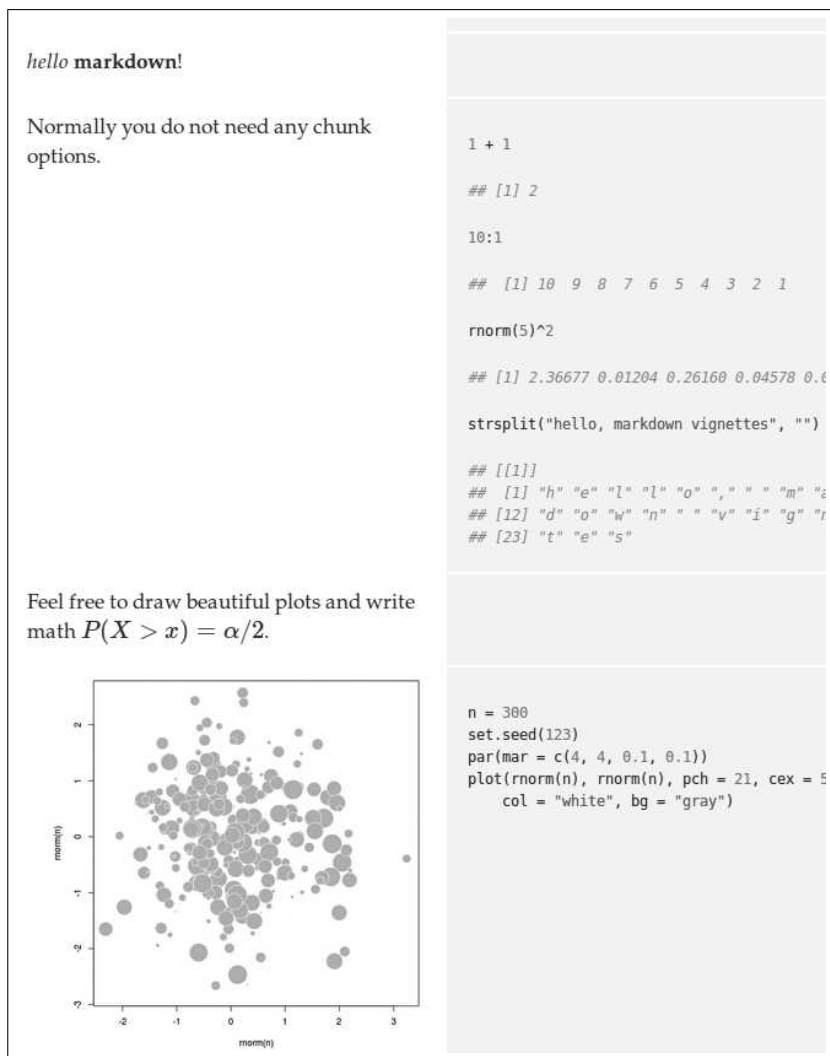 hello markdown!
Normally you do not need any chunk
options.
1 + 1
## [1] 2
10:1
##  [1] 10  9  8  7  6  5  4  3  2  1
rnorm(5)^2
## [1] 2.36677 0.01204 0.26160 0.04578 0.0
strsplit("hello, markdown vignettes", "")
## [[1]]
##  [1] "h" "e" "l" "l" "o" "," " " "m" "a
## [12] "d" "o" "w" "n" " " "v" "i" "g" "n
## [23] "t" "e" "s"
Feel free to draw beautiful plots and write
math P(X > x) = α/2.
n = 300
set.seed(123)
par(mar = c(4, 4, 0.1, 0.1))
plot(rnorm(n), rnorm(n), pch = 21, cex = 5
    col = "white", bg = "gray")
2
1
0
-1
-2
-3
rnorm(n)
-2 -1 0 1 2 3
rnorm(n)